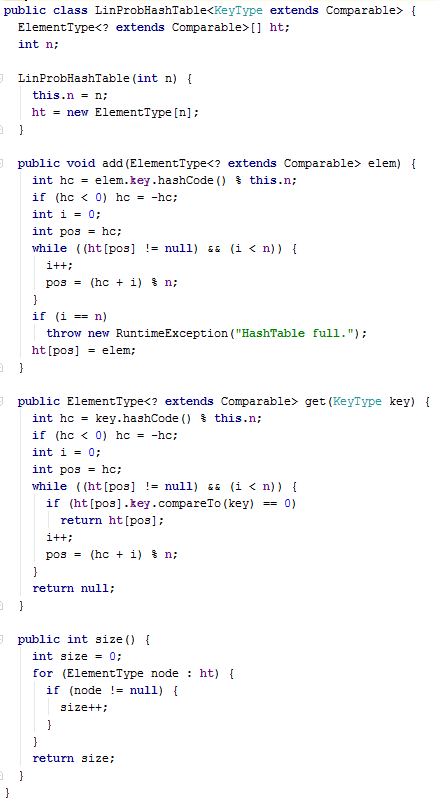 public class LinProbHashTable<KeyType extends Comparable> {
  ElementType<? extends Comparable>[] ht;
  int n;

  LinProbHashTable(int n) {
    this.n = n;
    ht = new ElementType[n];
  }

  public void add(ElementType<? extends Comparable> elem) {
    int hc = elem.key.hashCode() % this.n;
    if (hc < 0) hc = -hc;
    int i = 0;
    int pos = hc;
    while ((ht[pos] != null) && (i < n)) {
      i++;
      pos = (hc + i) % n;
    }
    if (i == n)
      throw new RuntimeException("HashTable full.");
    ht[pos] = elem;
  }

  public ElementType<? extends Comparable> get(KeyType key) {
    int hc = key.hashCode() % this.n;
    if (hc < 0) hc = -hc;
    int i = 0;
    int pos = hc;
    while ((ht[pos] != null) && (i < n)) {
      if (ht[pos].key.compareTo(key) == 0)
        return ht[pos];
      i++;
      pos = (hc + i) % n;
    }
    return null;
  }

  public int size() {
    int size = 0;
    for (ElementType node : ht) {
      if (node != null) {
        size++;
      }
    }
    return size;
  }
}